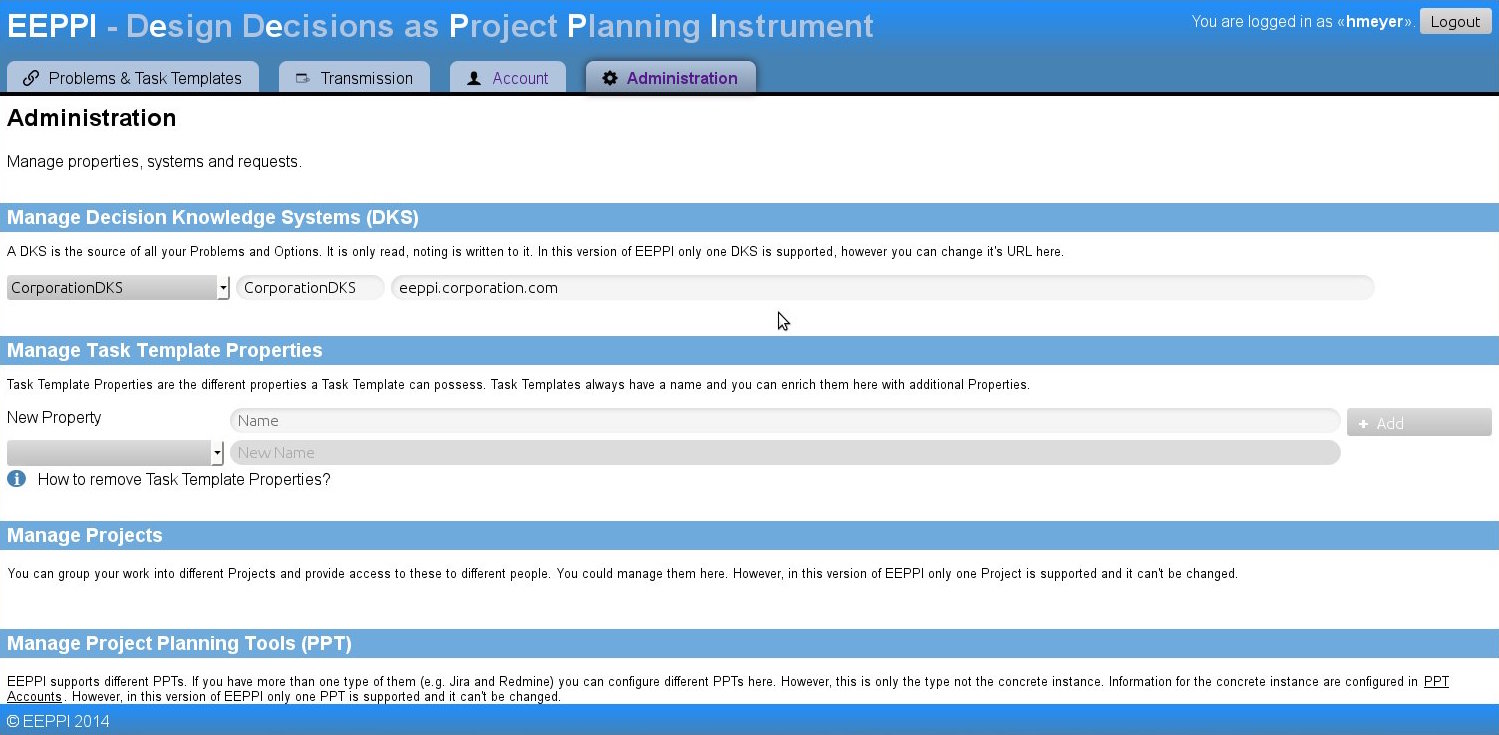 EEPPI - Design Decisions as Project Planning Instrument
You are logged in as «hmeyer». Logout
Problems & Task Templates Transmission Account Administration
Administration
Manage properties, systems and requests.
Manage Decision Knowledge Systems (DKS)
A DKS is the source of all your Problems and Options. It is only read, noting is written to it. In this version of EEPPI only one DKS is supported, however you can change it's URL here.
CorporationDKS CorporationDKS eeppi.corporation.com
Manage Task Template Properties
Task Template Properties are the different properties a Task Template can possess. Task Templates always have a name and you can enrich them here with additional Properties.
New Property Name + Add
New Name
How to remove Task Template Properties?
Manage Projects
You can group your work into different Projects and provide access to these to different people. You could manage them here. However, in this version of EEPPI only one Project is supported and it can't be changed.
Manage Project Planning Tools (PPT)
EEPPI supports different PPTs. If you have more than one type of them (e.g. Jira and Redmine) you can configure different PPTs here. However, this is only the type not the concrete instance. Information for the concrete instance are configured in PPT
Accounts. However, in this version of EEPPI only one PPT is supported and it can't be changed.
© EEPPI 2014